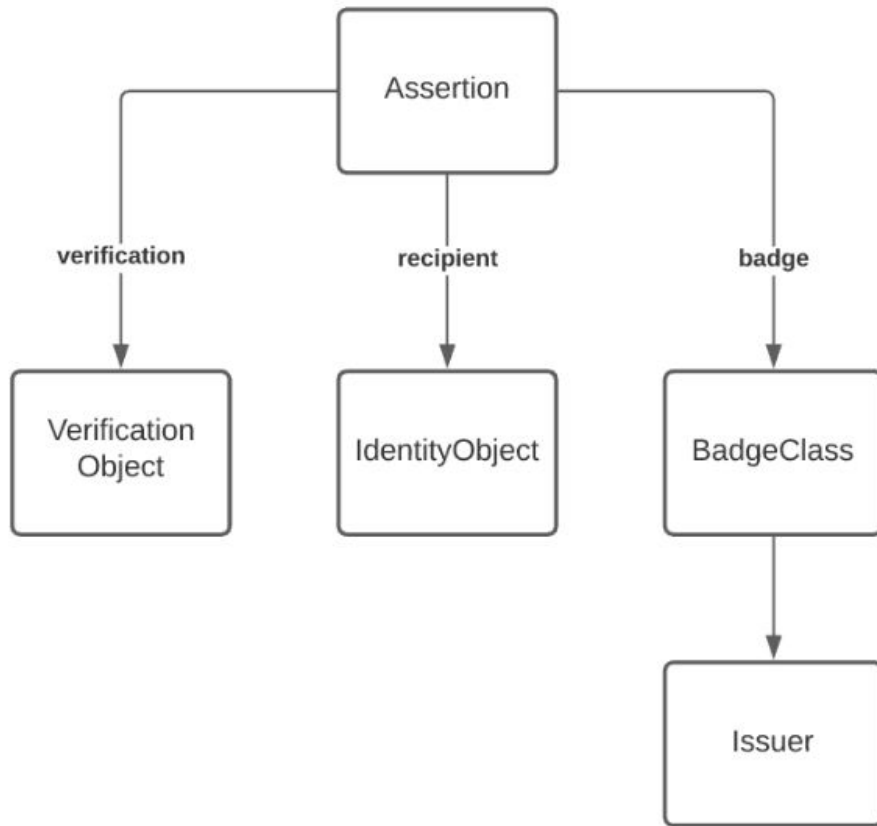 Assertion
verification
recipient
badge
Verification
Object
IdentityObject
BadgeClass
Issuer